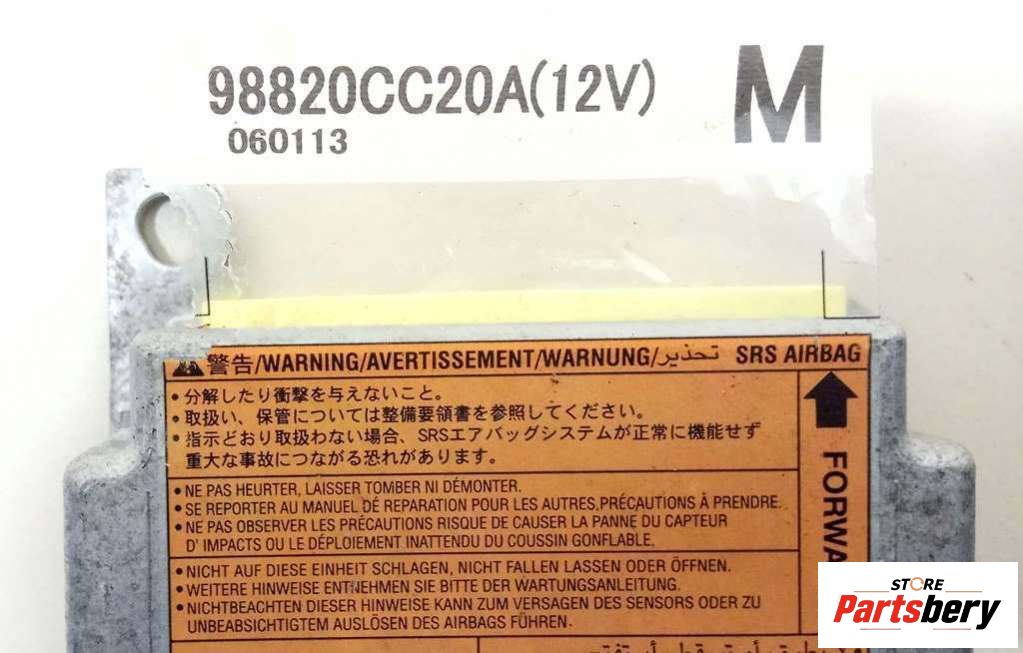 98820CC20A(12V) M
060113
警告/WARNING/AVERTISSEMENT/WARNUNG/تحذير SRS AIRBAG
・分解したり衝撃を与えないこと。
・取扱い、保管については整備要領書を参照してください。
・指示どおり取扱わない場合、SRSエアバッグシステムが正常に機能せず
重大な事故につながる恐れがあります。
• NE PAS HEURTER, LAISSER TOMBER NI DÉMONTER.
• SE REPORTER AU MANUEL DE REPARATION POUR LES AUTRES,PRÉCAUTIONS À PRENDRE.
• NE PAS OBSERVER LES PRÉCAUTIONS RISQUE DE CAUSER LA PANNE DU CAPTEUR
D' IMPACTS OU LE DÉPLOIEMENT INATTENDU DU COUSSIN GONFLABLE.
• NICHT AUF DIESE EINHEIT SCHLAGEN, NICHT FALLEN LASSEN ODER ÖFFNEN.
• WEITERE HINWEISE ENTNEHMEN SIE BITTE DER WARTUNGSANLEITUNG.
• NICHTBEACHTEN DIESER HINWEISE KANN ZUM VERSAGEN DES SENSORS ODER ZU
UNBEABSICHTIGTEM AUSLÖSEN DES AIRBAGS FÜHREN.
FORWA
STORE
Partsbery